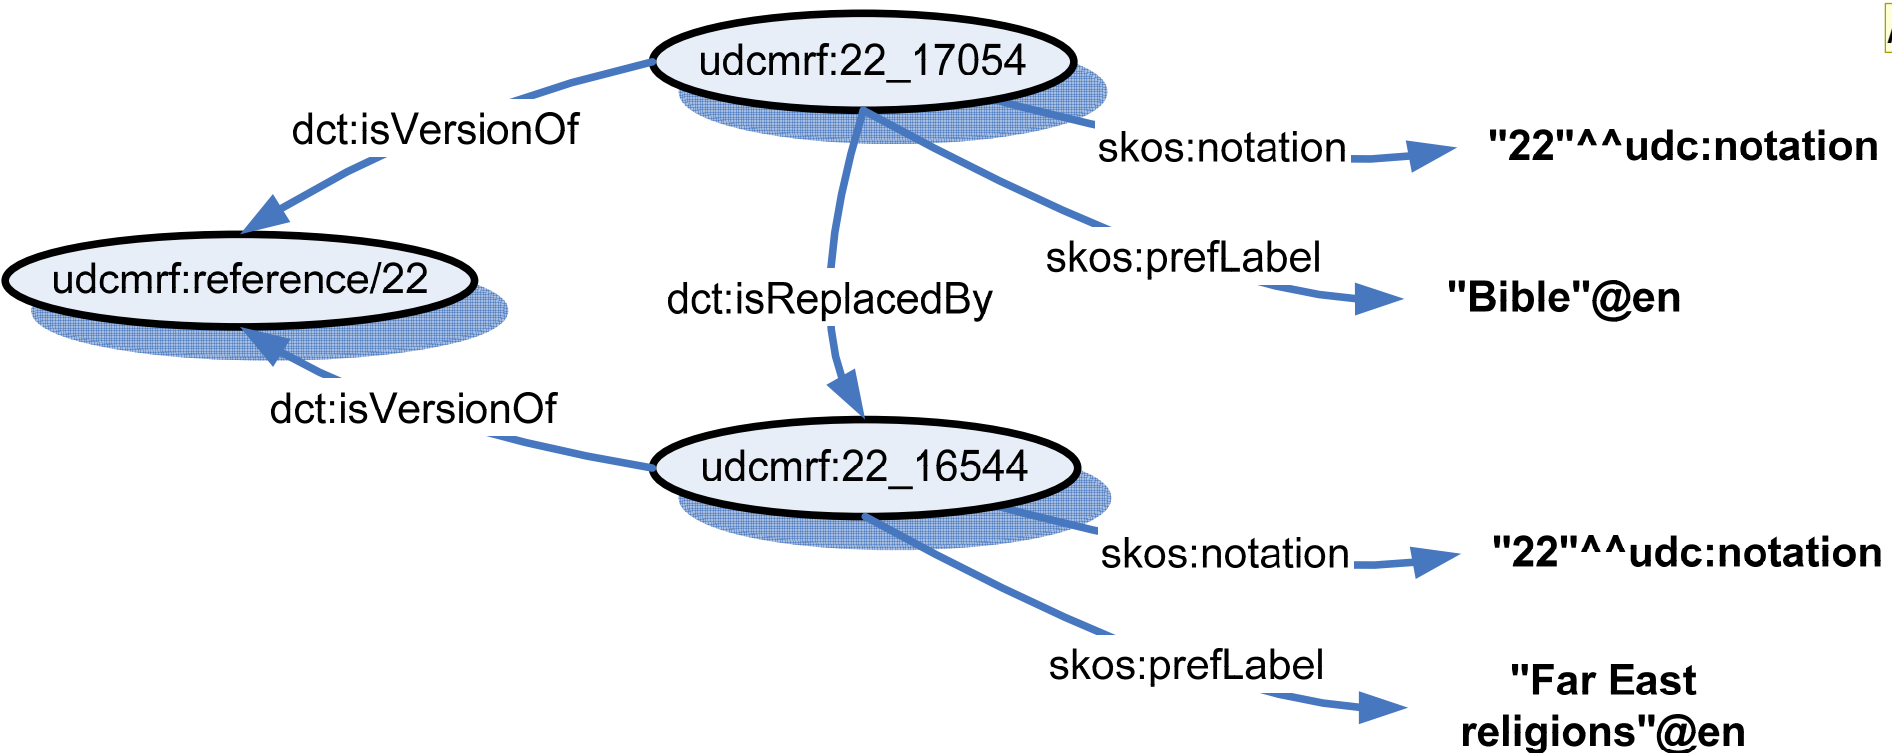 udcmrf:22_17054
dct:isVersionOf
skos:notation
"22"^^udc:notation
skos:prefLabel
"Bible"@en
udcmrf:reference/22
dct:isReplacedBy
dct:isVersionOf
udcmrf:22_16544
skos:notation
"22"^^udc:notation
skos:prefLabel
"Far East
religions"@en